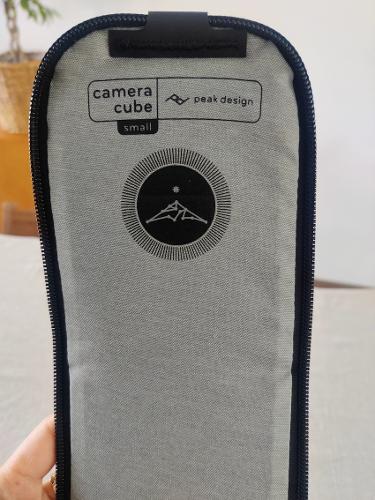 camera
cube
peak design
small